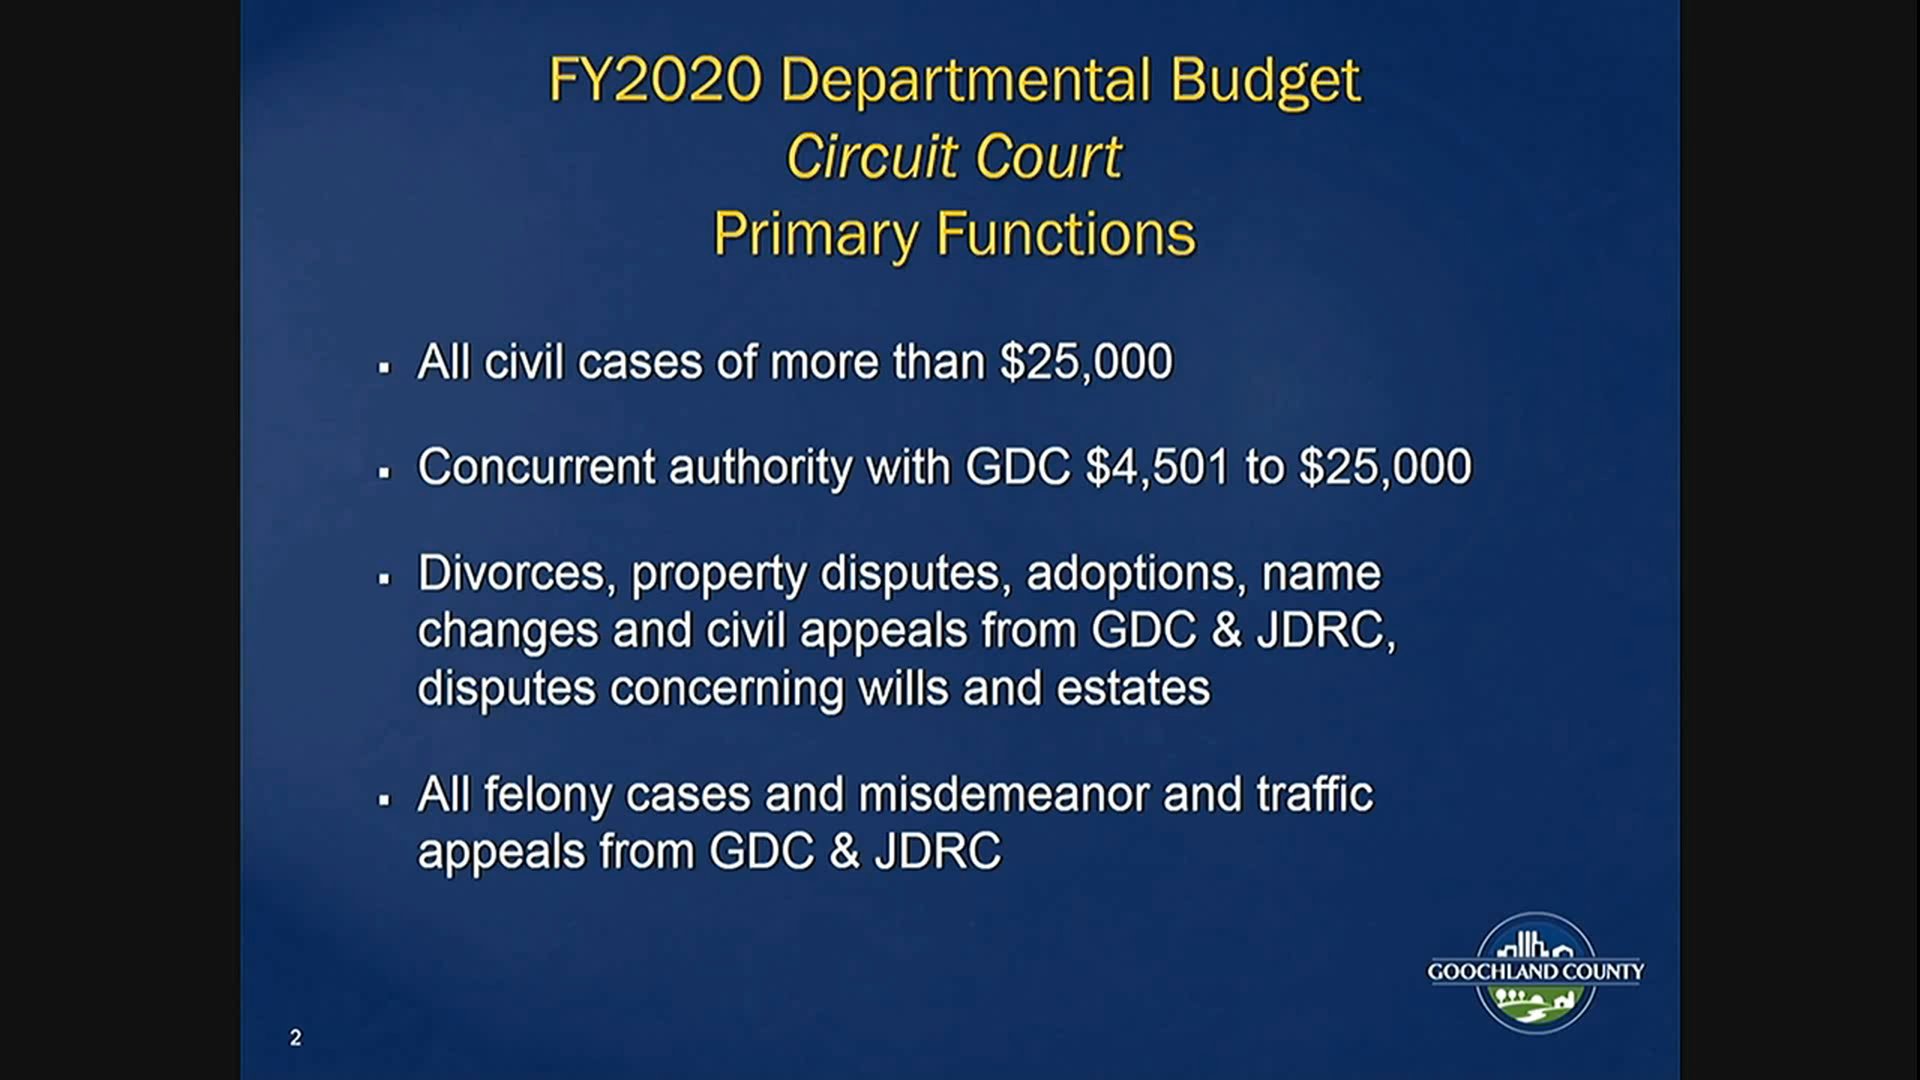 FY2020 Departmental Budget
Circuit Court
Primary Functions
▪ All civil cases of more than $25,000
▪ Concurrent authority with GDC $4,501 to $25,000
▪ Divorces, property disputes, adoptions, name
changes and civil appeals from GDC & JDRC,
disputes concerning wills and estates
▪ All felony cases and misdemeanor and traffic
appeals from GDC & JDRC
GOOCHLAND COUNTY
2